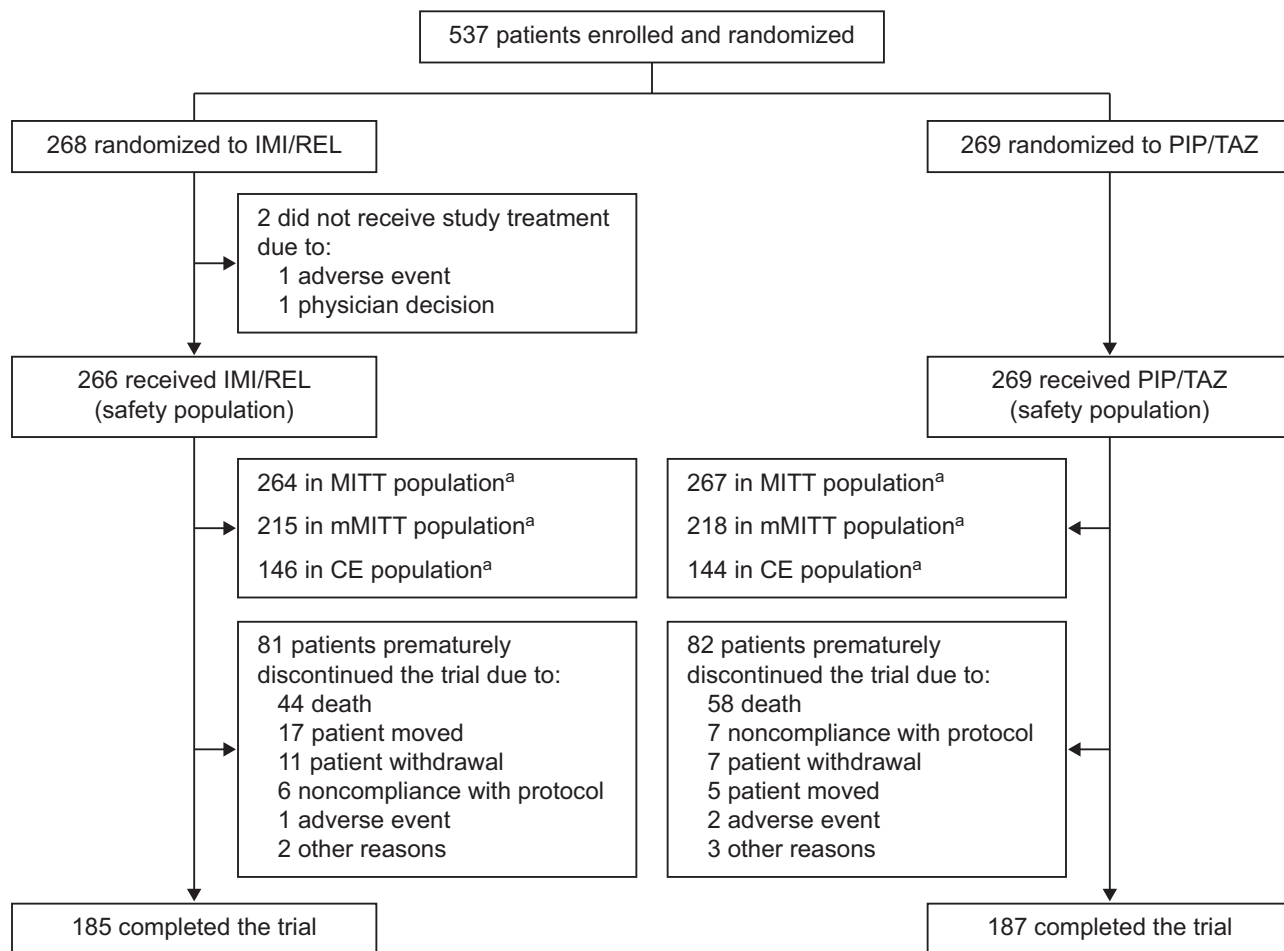 537 patients enrolled and randomized
268 randomized to IMI/REL
269 randomized to PIP/TAZ
2 did not receive study treatment
due to:
1 adverse event
1 physician decision
266 received IMI/REL
(safety population)
269 received PIP/TAZ
(safety population)
264 in MITT populationᵃ
215 in mMITT populationᵃ
146 in CE populationᵃ
267 in MITT populationᵃ
218 in mMITT populationᵃ
144 in CE populationᵃ
81 patients prematurely
discontinued the trial due to:
44 death
17 patient moved
11 patient withdrawal
6 noncompliance with protocol
1 adverse event
2 other reasons
82 patients prematurely
discontinued the trial due to:
58 death
7 noncompliance with protocol
7 patient withdrawal
5 patient moved
2 adverse event
3 other reasons
185 completed the trial
187 completed the trial